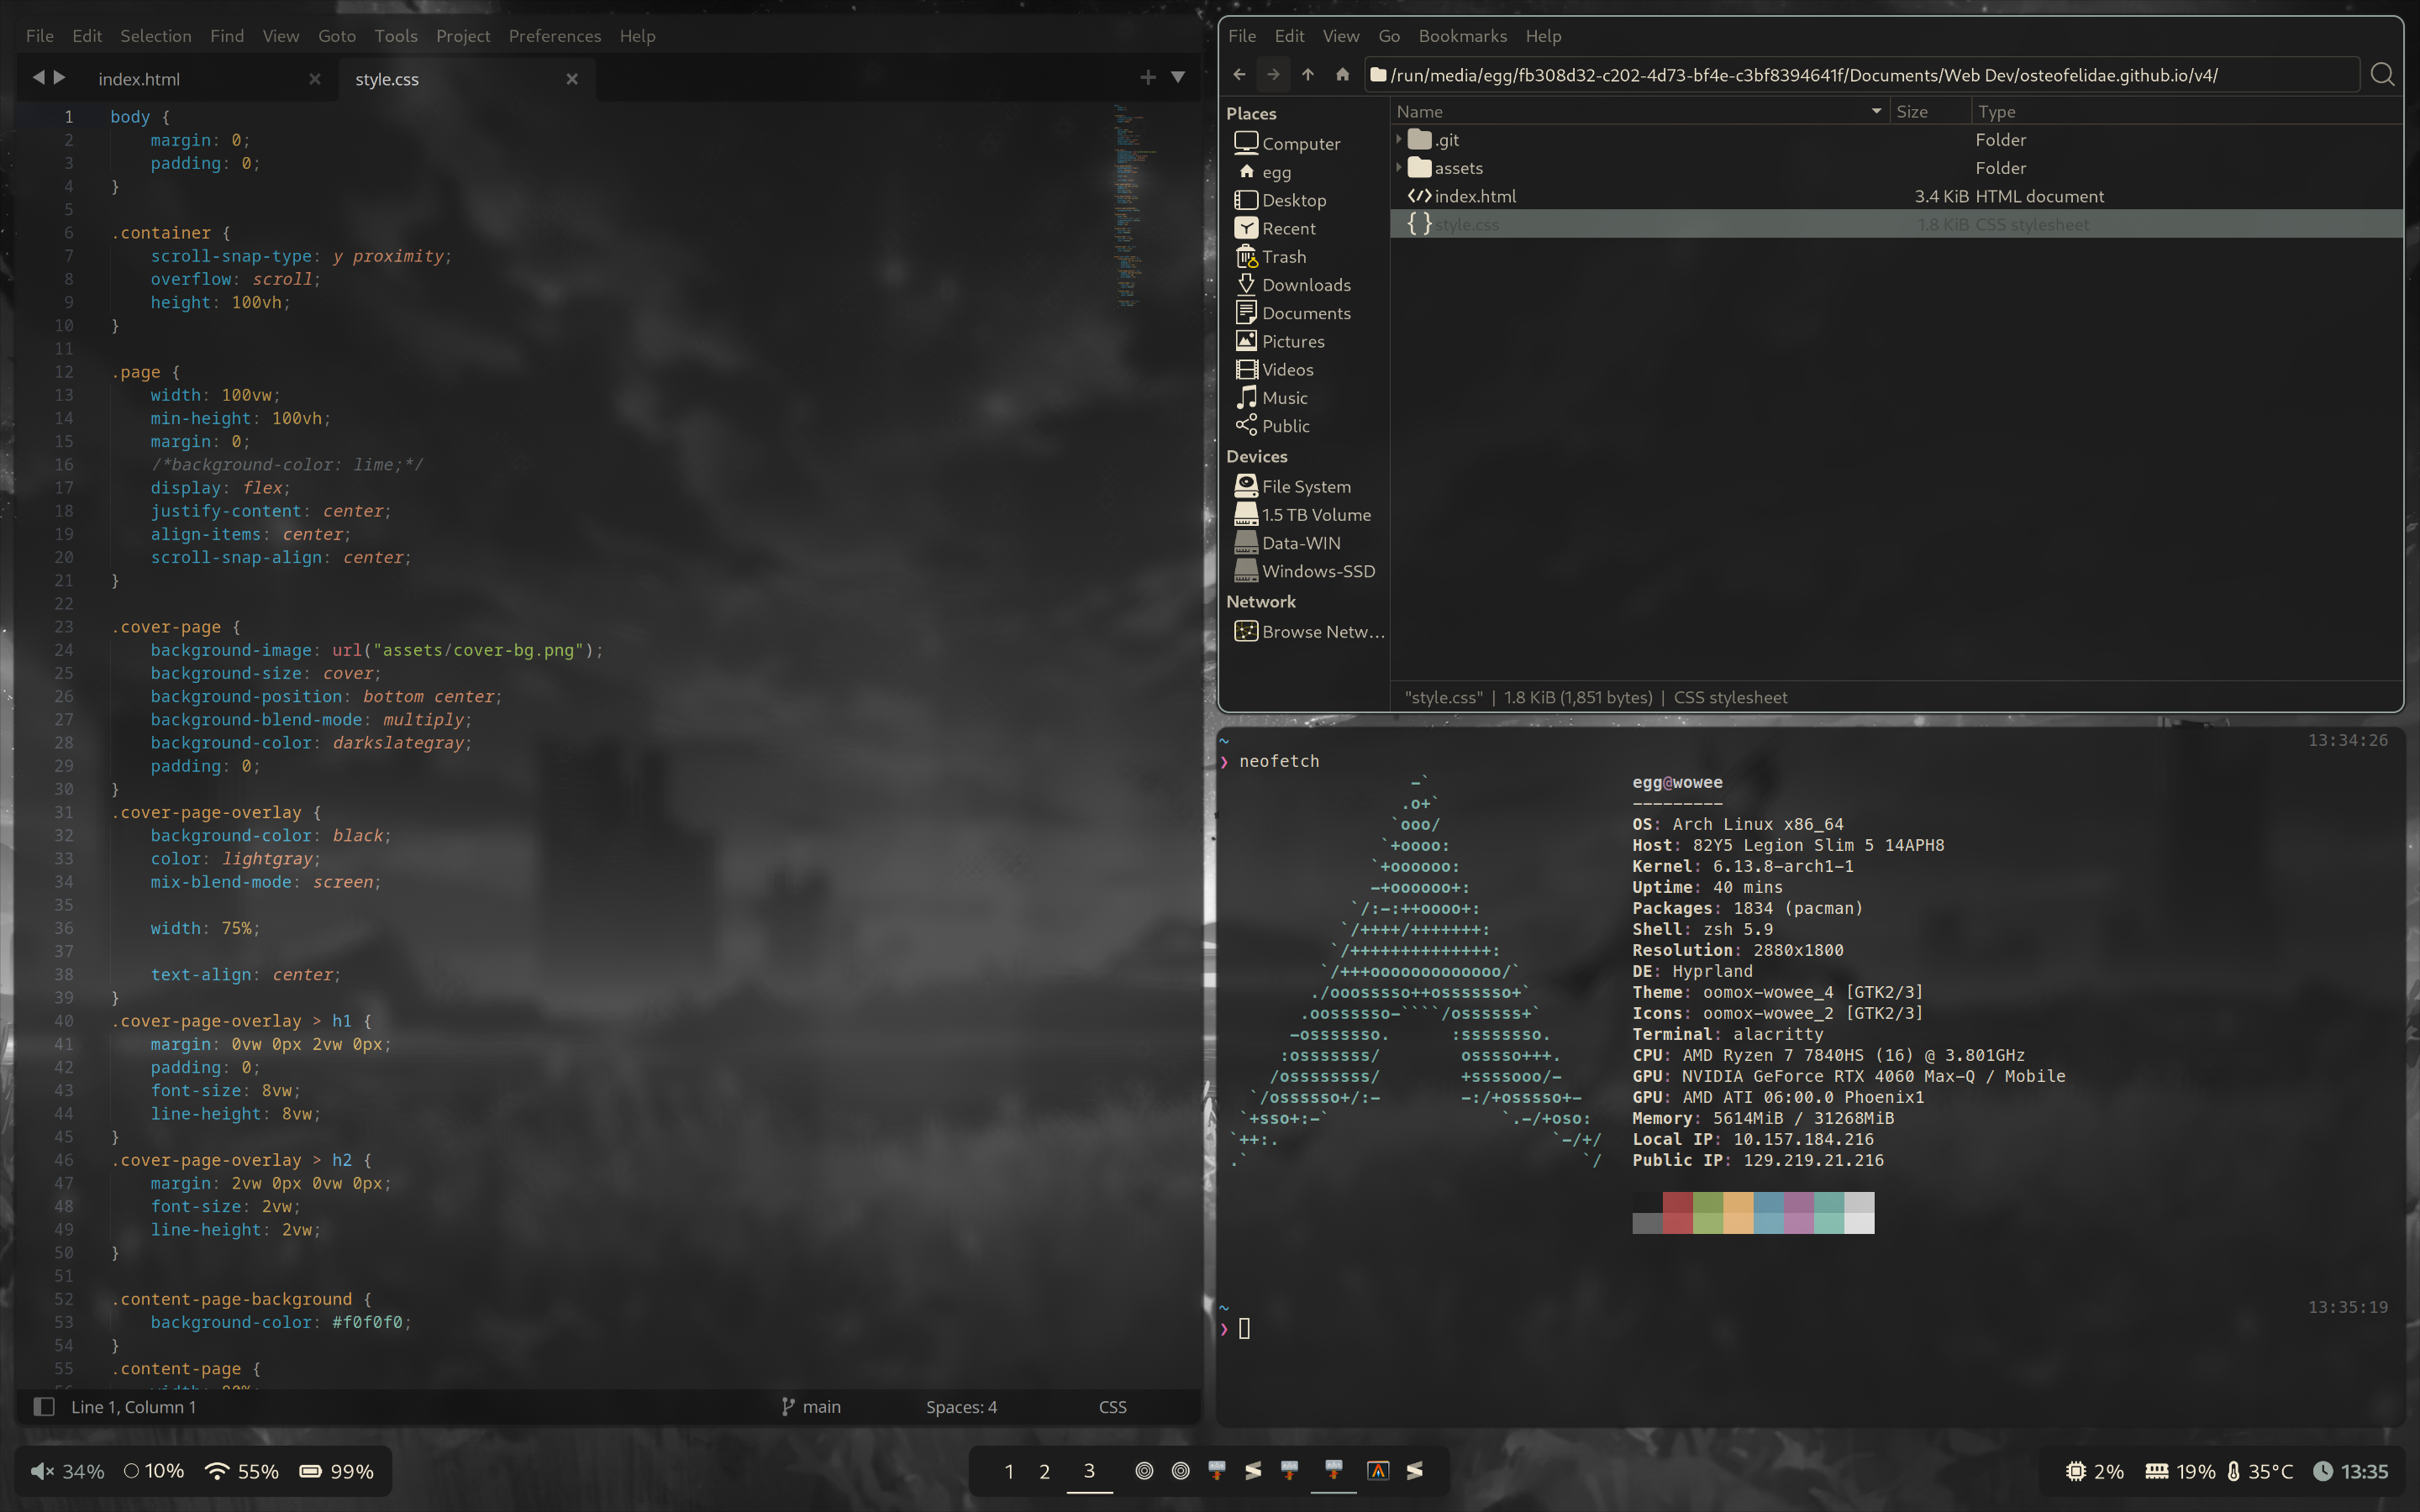 File Edit Selection Find View Goto Tools Project Preferences Help
index.html style.css
1 body {
2 margin: 0;
3 padding: 0;
4 }
5
6 .container {
7 scroll-snap-type: y proximity;
8 overflow: scroll;
9 height: 100vh;
10 }
11
12 .page {
13 width: 100vw;
14 min-height: 100vh;
15 margin: 0;
16 /*background-color: lime;*/
17 display: flex;
18 justify-content: center;
19 align-items: center;
20 scroll-snap-align: center;
21 }
22
23 .cover-page {
24 background-image: url("assets/cover-bg.png");
25 background-size: cover;
26 background-position: bottom center;
27 background-blend-mode: multiply;
28 background-color: darkslategray;
29 padding: 0;
30 }
31 .cover-page-overlay {
32 background-color: black;
33 color: lightgray;
34 mix-blend-mode: screen;
35
36 width: 75%;
37
38 text-align: center;
39 }
40 .cover-page-overlay > h1 {
41 margin: 0vw 0px 2vw 0px;
42 padding: 0;
43 font-size: 8vw;
44 line-height: 8vw;
45 }
46 .cover-page-overlay > h2 {
47 margin: 2vw 0px 0vw 0px;
48 font-size: 2vw;
49 line-height: 2vw;
50 }
51
52 .content-page-background {
53 background-color: #f0f0f0;
54 }
55 .content-page {
Line 1, Column 1 main Spaces: 4 CSS
File Edit View Go Bookmarks Help
/run/media/egg/fb308d32-c202-4d73-bf4e-c3bf8394641f/Documents/Web Dev/osteofelidae.github.io/v4/
Places
Computer
egg
Desktop
Recent
Trash
Downloads
Documents
Pictures
Videos
Music
Public
Devices
File System
1.5 TB Volume
Data-WIN
Windows-SSD
Network
Browse Netw...
Name Size Type
.git Folder
assets Folder
index.html 3.4 KiB HTML document
style.css 1.8 KiB CSS stylesheet
"style.css" | 1.8 KiB (1,851 bytes) | CSS stylesheet
~ 13:34:26
❯ neofetch
-`
.o+`
`ooo/
`+oooo:
`+oooooo:
-+oooooo+:
`/:-:++oooo+:
`/++++/+++++++:
`/++++++++++++++:
`/+++ooooooooooooo/`
./ooosssso++osssssso+`
.oossssso-````/ossssss+`
-osssssso. :ssssssso.
:osssssss/ osssso+++.
/ossssssss/ +ssssooo/-
`/ossssso+/:- -:/+osssso+-
`+sso+:-` `.-/+oso:
`++:. `-/+/
.` `/
egg@wowee
---------
OS: Arch Linux x86_64
Host: 82Y5 Legion Slim 5 14APH8
Kernel: 6.13.8-arch1-1
Uptime: 40 mins
Packages: 1834 (pacman)
Shell: zsh 5.9
Resolution: 2880x1800
DE: Hyprland
Theme: oomox-wowee_4 [GTK2/3]
Icons: oomox-wowee_2 [GTK2/3]
Terminal: alacritty
CPU: AMD Ryzen 7 7840HS (16) @ 3.801GHz
GPU: NVIDIA GeForce RTX 4060 Max-Q / Mobile
GPU: AMD ATI 06:00.0 Phoenix1
Memory: 5614MiB / 31268MiB
Local IP: 10.157.184.216
Public IP: 129.219.21.216
~ 13:35:19
❯
34% 10% 55% 99%
1 2 3
2% 19% 35°C 13:35